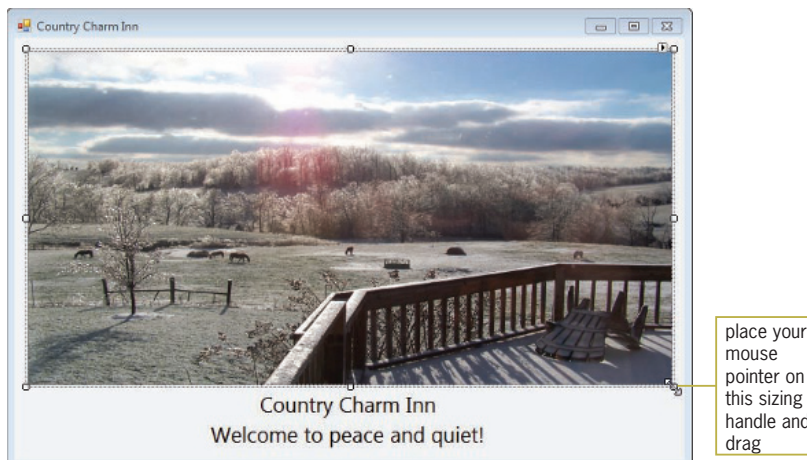 Country Charm Inn
Country Charm Inn
Welcome to peace and quiet!
place your
mouse
pointer on
this sizing
handle and
drag